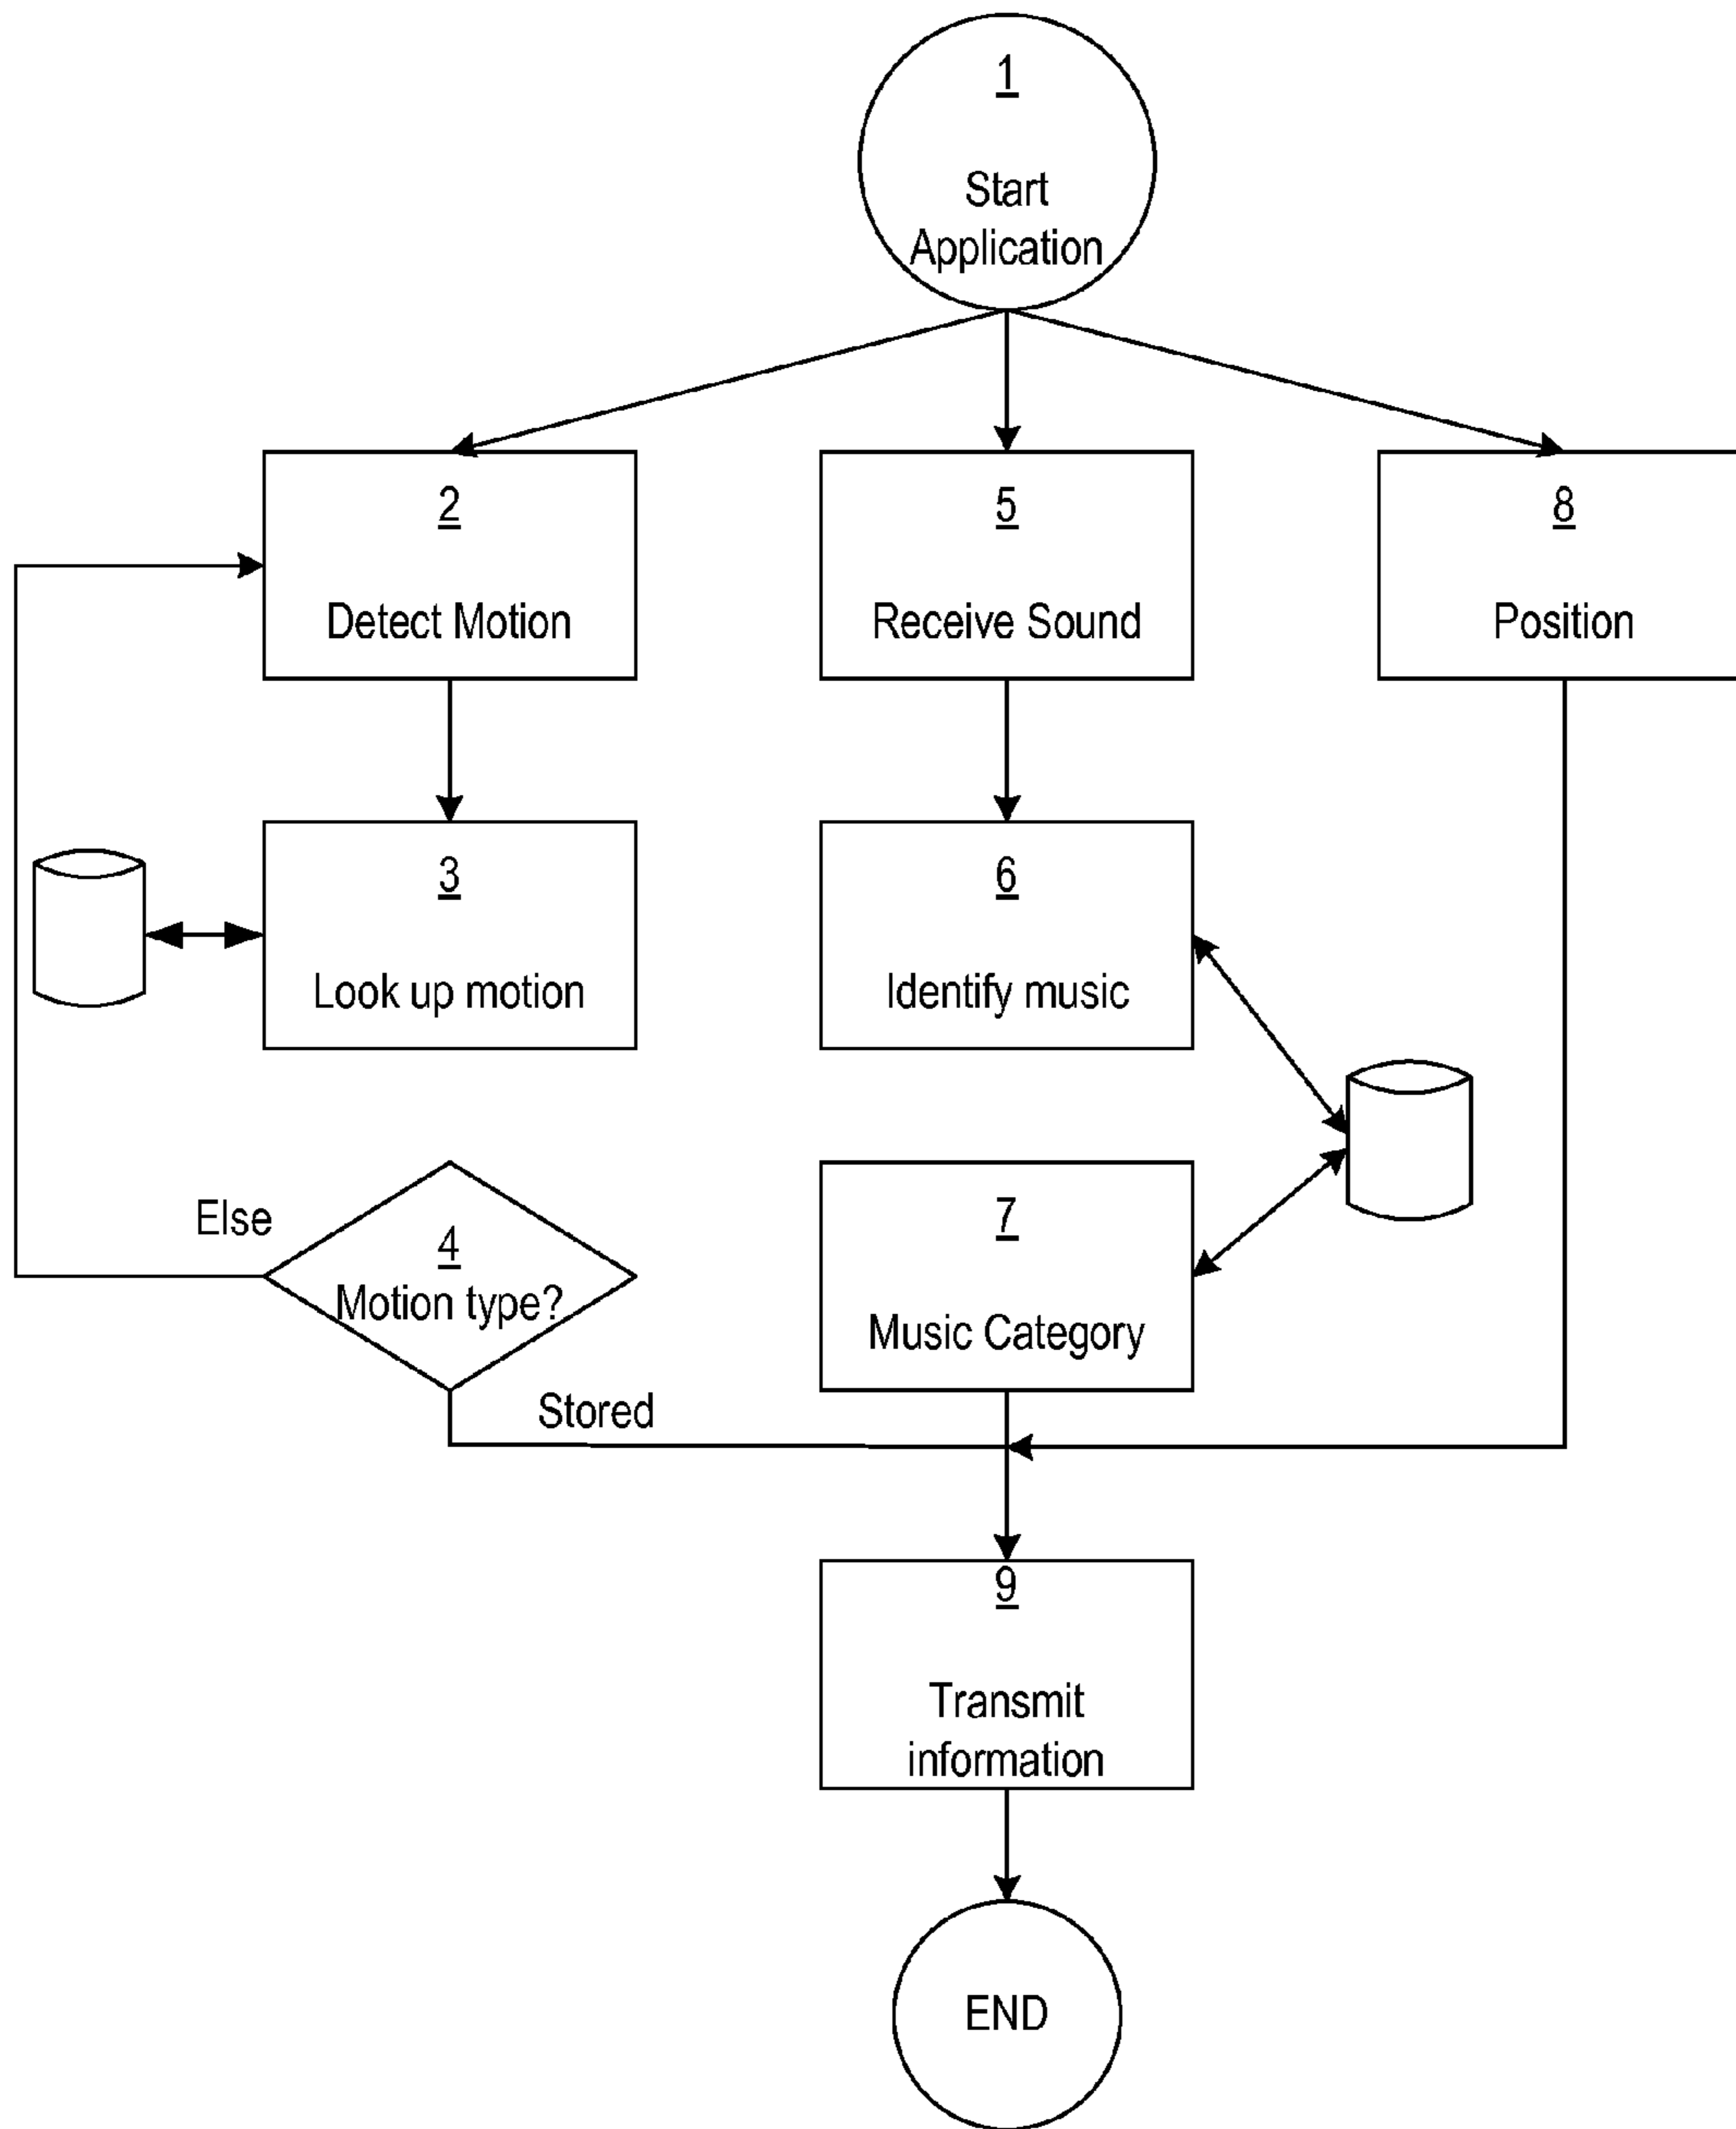 1
Start
Application
2
Detect Motion
5
Receive Sound
8
Position
3
Look up motion
6
Identify music
Else
4
Motion type?
Stored
7
Music Category
9
Transmit
information
END